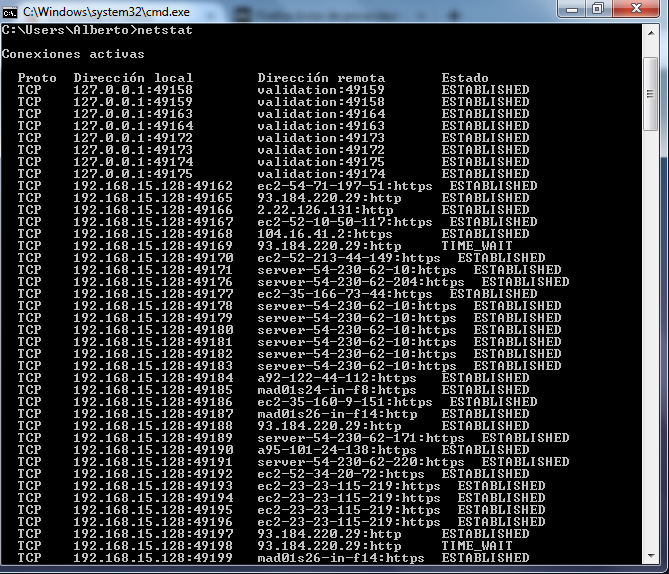 C:\Windows\system32\cmd.exe
C:\Users\Alberto>netstat
Conexiones activas
Proto  Dirección local        Dirección remota       Estado
TCP    127.0.0.1:49158        validation:49159       ESTABLISHED
TCP    127.0.0.1:49159        validation:49158       ESTABLISHED
TCP    127.0.0.1:49163        validation:49164       ESTABLISHED
TCP    127.0.0.1:49164        validation:49163       ESTABLISHED
TCP    127.0.0.1:49172        validation:49173       ESTABLISHED
TCP    127.0.0.1:49173        validation:49172       ESTABLISHED
TCP    127.0.0.1:49174        validation:49175       ESTABLISHED
TCP    127.0.0.1:49175        validation:49174       ESTABLISHED
TCP    192.168.15.128:49162   ec2-54-71-197-51:https  ESTABLISHED
TCP    192.168.15.128:49165   93.184.220.29:http     ESTABLISHED
TCP    192.168.15.128:49166   2.22.126.131:http      ESTABLISHED
TCP    192.168.15.128:49167   ec2-52-10-50-117:https  ESTABLISHED
TCP    192.168.15.128:49168   104.16.41.2:https      ESTABLISHED
TCP    192.168.15.128:49169   93.184.220.29:http     TIME_WAIT
TCP    192.168.15.128:49170   ec2-52-213-44-149:https  ESTABLISHED
TCP    192.168.15.128:49171   server-54-230-62-10:https  ESTABLISHED
TCP    192.168.15.128:49176   server-54-230-62-204:https  ESTABLISHED
TCP    192.168.15.128:49177   ec2-35-166-73-44:https  ESTABLISHED
TCP    192.168.15.128:49178   server-54-230-62-10:https  ESTABLISHED
TCP    192.168.15.128:49179   server-54-230-62-10:https  ESTABLISHED
TCP    192.168.15.128:49180   server-54-230-62-10:https  ESTABLISHED
TCP    192.168.15.128:49181   server-54-230-62-10:https  ESTABLISHED
TCP    192.168.15.128:49182   server-54-230-62-10:https  ESTABLISHED
TCP    192.168.15.128:49183   server-54-230-62-10:https  ESTABLISHED
TCP    192.168.15.128:49184   a92-122-44-112:https   ESTABLISHED
TCP    192.168.15.128:49185   mad01s24-in-f8:https   ESTABLISHED
TCP    192.168.15.128:49186   ec2-35-160-9-151:https  ESTABLISHED
TCP    192.168.15.128:49187   mad01s26-in-f14:http   ESTABLISHED
TCP    192.168.15.128:49188   93.184.220.29:http     ESTABLISHED
TCP    192.168.15.128:49189   server-54-230-62-171:https  ESTABLISHED
TCP    192.168.15.128:49190   a95-101-24-138:https   ESTABLISHED
TCP    192.168.15.128:49191   server-54-230-62-220:https  ESTABLISHED
TCP    192.168.15.128:49192   ec2-52-34-20-72:https  ESTABLISHED
TCP    192.168.15.128:49193   ec2-23-23-115-219:https  ESTABLISHED
TCP    192.168.15.128:49194   ec2-23-23-115-219:https  ESTABLISHED
TCP    192.168.15.128:49195   ec2-23-23-115-219:https  ESTABLISHED
TCP    192.168.15.128:49196   ec2-23-23-115-219:https  ESTABLISHED
TCP    192.168.15.128:49197   93.184.220.29:http     ESTABLISHED
TCP    192.168.15.128:49198   93.184.220.29:http     TIME_WAIT
TCP    192.168.15.128:49199   mad01s26-in-f14:https  ESTABLISHED